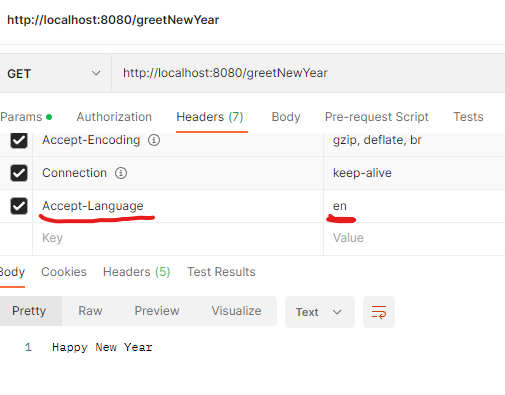 http://localhost:8080/greetNewYear
GET http://localhost:8080/greetNewYear
Params Authorization Headers (7) Body Pre-request Script Tests
Accept-Encoding gzip, deflate, br
Connection keep-alive
Accept-Language en
Key Value
Body Cookies Headers (5) Test Results
Pretty Raw Preview Visualize Text
1 Happy New Year